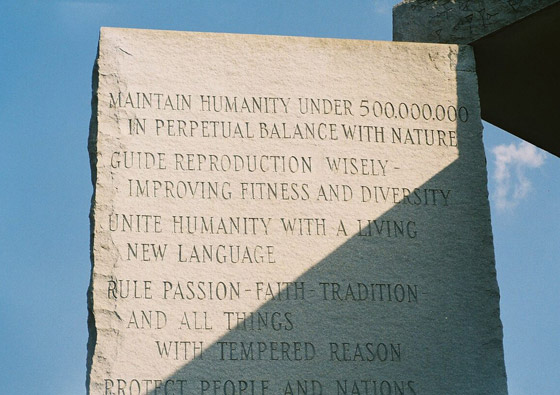 MAINTAIN HUMANITY UNDER 500,000,000
IN PERPETUAL BALANCE WITH NATURE
GUIDE REPRODUCTION WISELY-
IMPROVING FITNESS AND DIVERSITY
UNITE HUMANITY WITH A LIVING
NEW LANGUAGE
RULE PASSION-FAITH-TRADITION
AND ALL THINGS
WITH TEMPERED REASON
PROTECT PEOPLE AND NATIONS